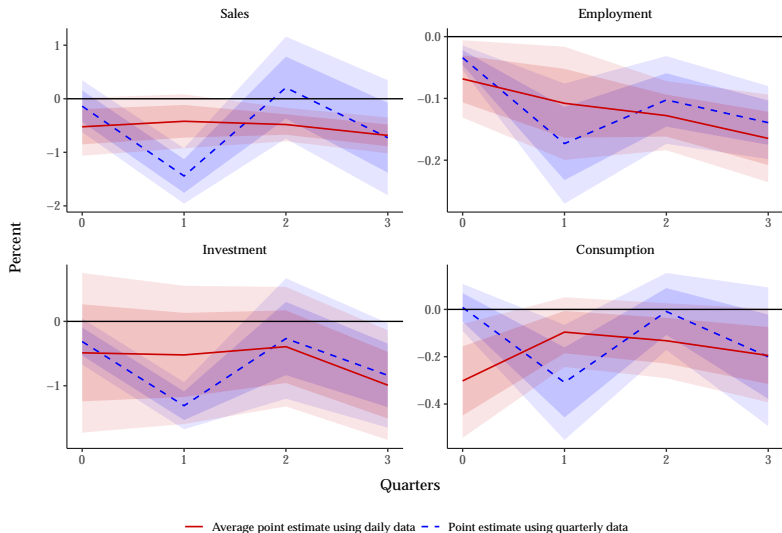 Sales
Employment
1
0
−1
−2
0.0
−0.1
−0.2
0 1 2 3
0 1 2 3
Percent
Investment
Consumption
0
−1
0.0
−0.2
−0.4
0 1 2 3
0 1 2 3
Quarters
Average point estimate using daily data
Point estimate using quarterly data